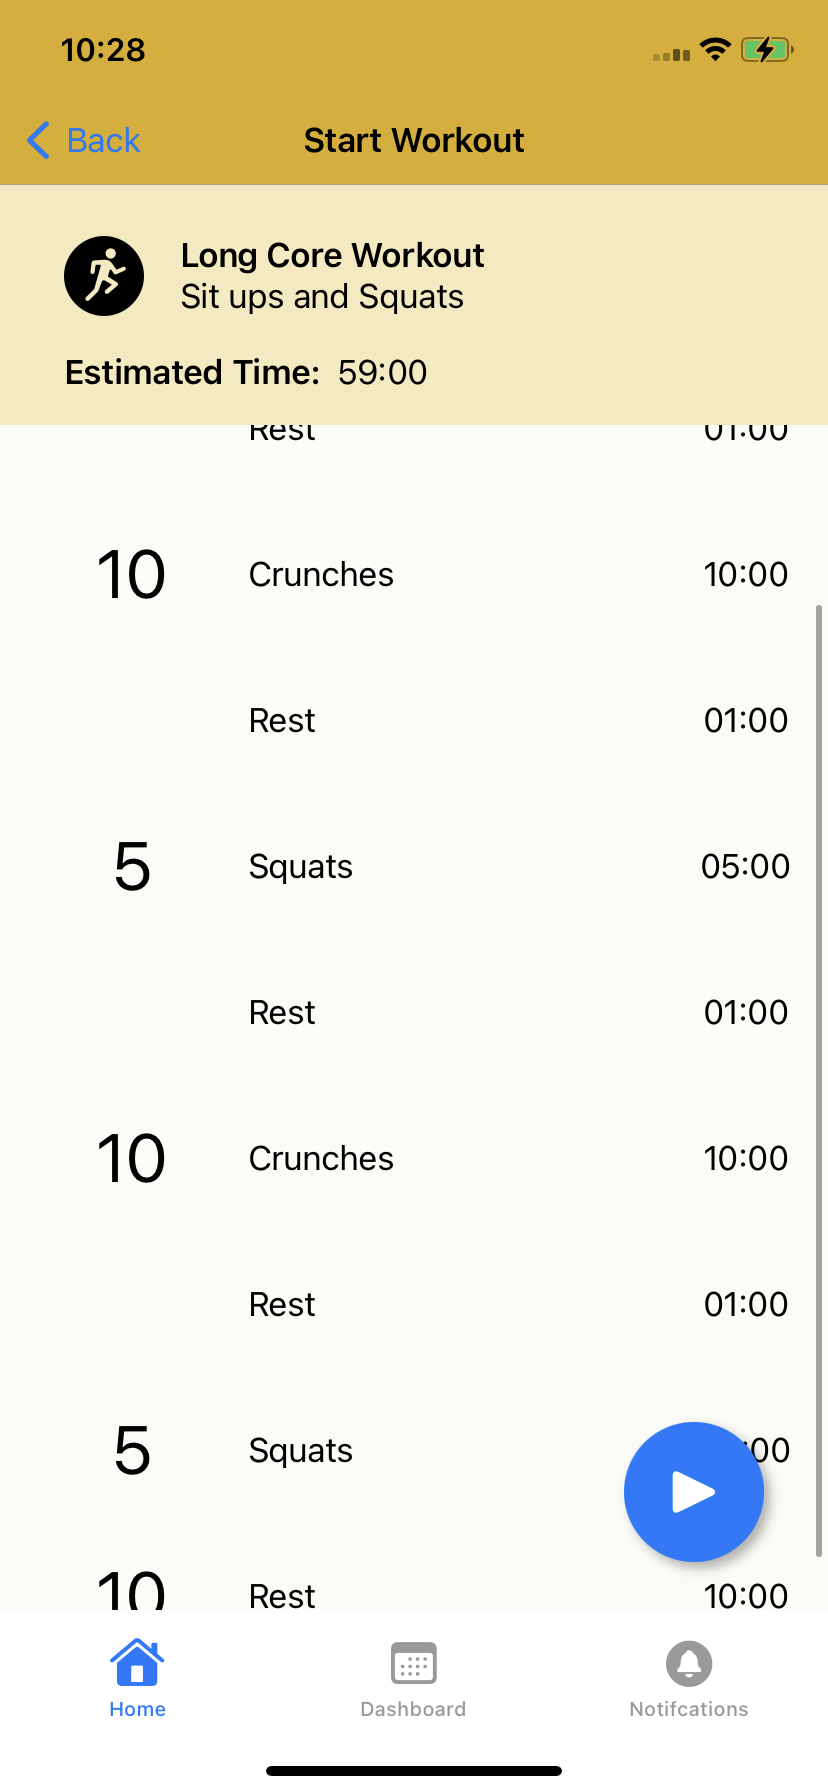 10:28
Back
Start Workout
Long Core Workout
Sit ups and Squats
Estimated Time: 59:00
Rest 01:00
10 Crunches 10:00
Rest 01:00
5 Squats 05:00
Rest 01:00
10 Crunches 10:00
Rest 01:00
5 Squats :00
10 Rest 10:00
Home
Dashboard
Notifcations